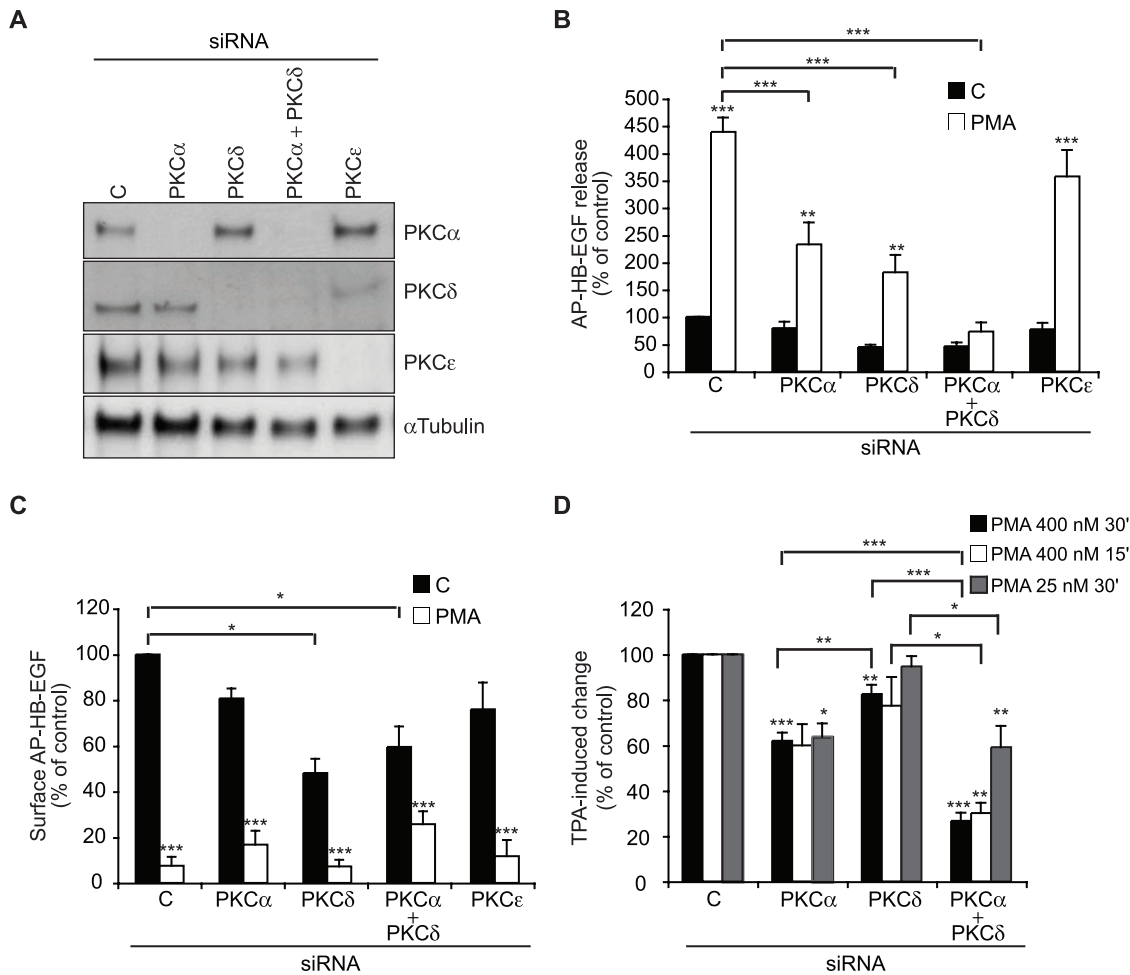 A
siRNA
C
PKCα
PKCδ
PKCα + PKCδ
PKCε
PKCα
PKCδ
PKCε
αTubulin
B
***
***
***
C
PMA
AP-HB-EGF release
(% of control)
500
450
400
350
300
250
200
150
100
50
0
***
**
**
***
C
PKCα
PKCδ
PKCα
+
PKCδ
PKCε
siRNA
C
C
PMA
Surface AP-HB-EGF
(% of control)
120
100
80
60
40
20
0
*
*
***
***
***
***
***
C
PKCα
PKCδ
PKCα
+
PKCδ
PKCε
siRNA
D
PMA 400 nM 30'
PMA 400 nM 15'
PMA 25 nM 30'
TPA-induced change
(% of control)
120
100
80
60
40
20
0
***
***
*
**
*
***
*
**
***
**
**
C
PKCα
PKCδ
PKCα
+
PKCδ
siRNA